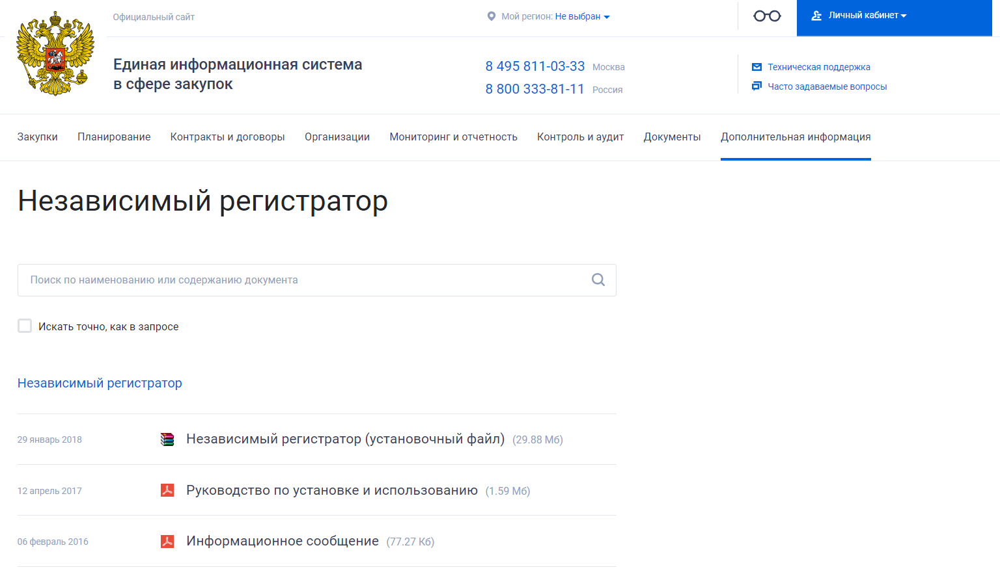 Официальный сайт
Мой регион: Не выбран
Личный кабинет
Единая информационная система
в сфере закупок
8 495 811-03-33 Москва
8 800 333-81-11 Россия
Техническая поддержка
Часто задаваемые вопросы
Закупки Планирование Контракты и договоры Организации Мониторинг и отчетность Контроль и аудит Документы Дополнительная информация
Независимый регистратор
Поиск по наименованию или содержанию документа
Искать точно, как в запросе
Независимый регистратор
29 январь 2018 Независимый регистратор (установочный файл) (29.88 Мб)
12 апрель 2017 Руководство по установке и использованию (1.59 Мб)
06 февраль 2016 Информационное сообщение (77.27 Кб)